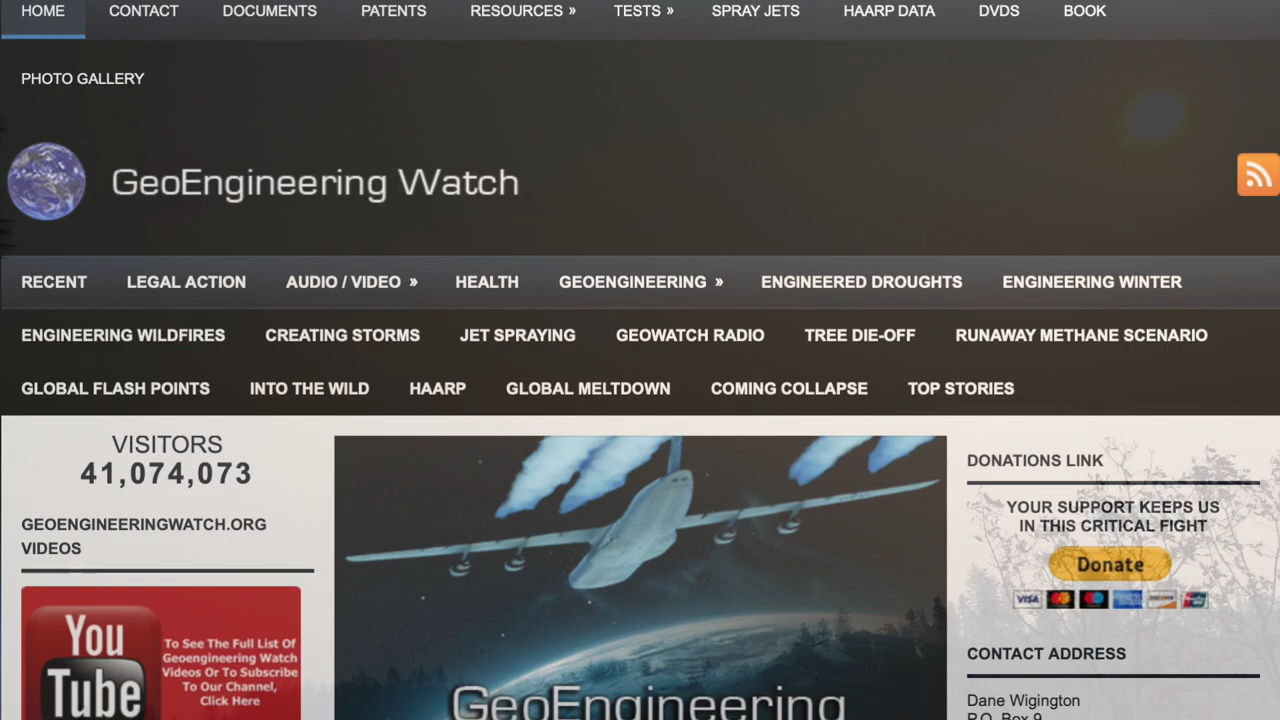 HOME CONTACT DOCUMENTS PATENTS RESOURCES » TESTS » SPRAY JETS HAARP DATA DVDS BOOK
PHOTO GALLERY
GeoEngineering Watch
RECENT LEGAL ACTION AUDIO / VIDEO » HEALTH GEOENGINEERING » ENGINEERED DROUGHTS ENGINEERING WINTER
ENGINEERING WILDFIRES CREATING STORMS JET SPRAYING GEOWATCH RADIO TREE DIE-OFF RUNAWAY METHANE SCENARIO
GLOBAL FLASH POINTS INTO THE WILD HAARP GLOBAL MELTDOWN COMING COLLAPSE TOP STORIES
VISITORS
41,074,073
GEOENGINEERINGWATCH.ORG
VIDEOS
You
Tube
To See The Full List Of
Geoengineering Watch
Videos Or To Subscribe
To Our Channel,
Click Here
GeoEngineering
DONATIONS LINK
YOUR SUPPORT KEEPS US
IN THIS CRITICAL FIGHT
Donate
VISA
CONTACT ADDRESS
Dane Wigington
P.O. Box 9